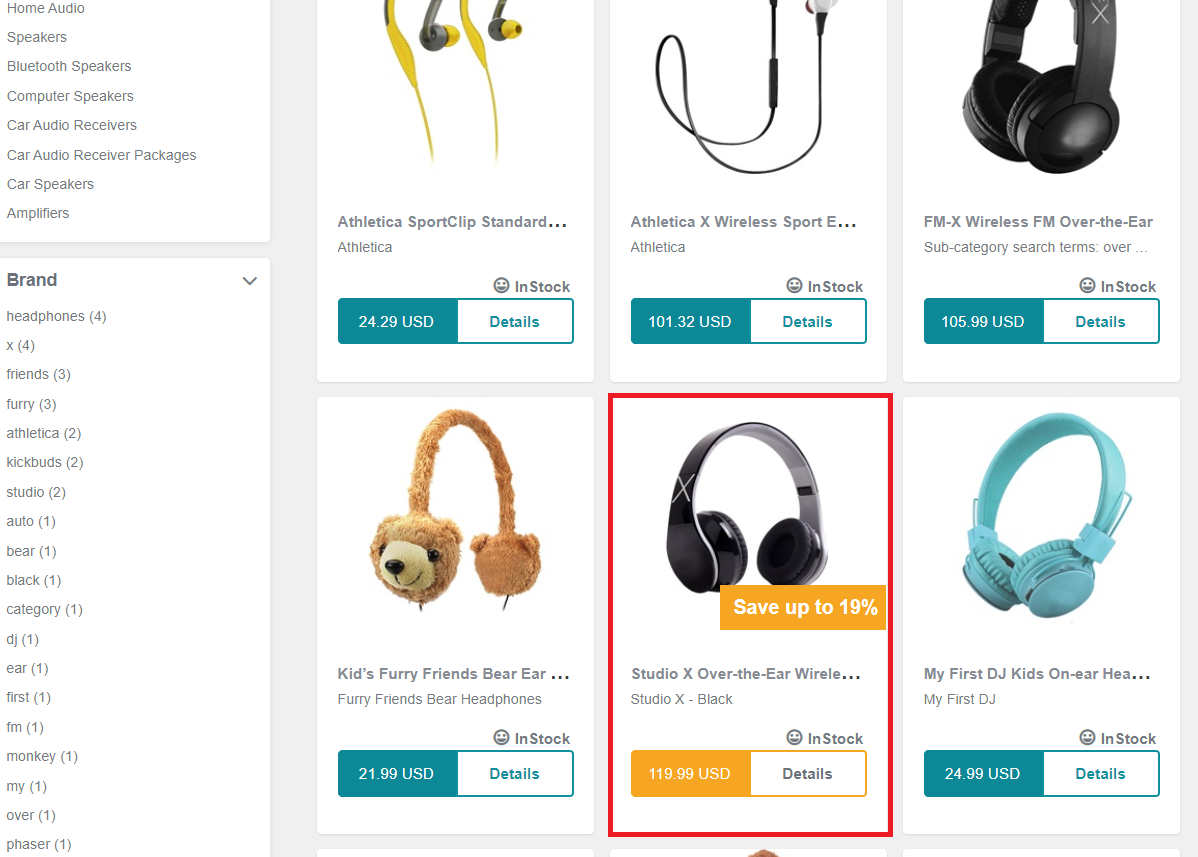 Home Audio
Speakers
Bluetooth Speakers
Computer Speakers
Car Audio Receivers
Car Audio Receiver Packages
Car Speakers
Amplifiers
Brand
headphones (4)
x (4)
friends (3)
furry (3)
athletica (2)
kickbuds (2)
studio (2)
auto (1)
bear (1)
black (1)
category (1)
dj (1)
ear (1)
first (1)
fm (1)
monkey (1)
my (1)
over (1)
phaser (1)
Athletica SportClip Standard...
Athletica
InStock
24.29 USD Details
Athletica X Wireless Sport E...
Athletica
InStock
101.32 USD Details
X
FM-X Wireless FM Over-the-Ear
Sub-category search terms: over ...
InStock
105.99 USD Details
Kid's Furry Friends Bear Ear ...
Furry Friends Bear Headphones
InStock
21.99 USD Details
X
Save up to 19%
Studio X Over-the-Ear Wirele...
Studio X - Black
InStock
119.99 USD Details
My First DJ Kids On-ear Hea...
My First DJ
InStock
24.99 USD Details